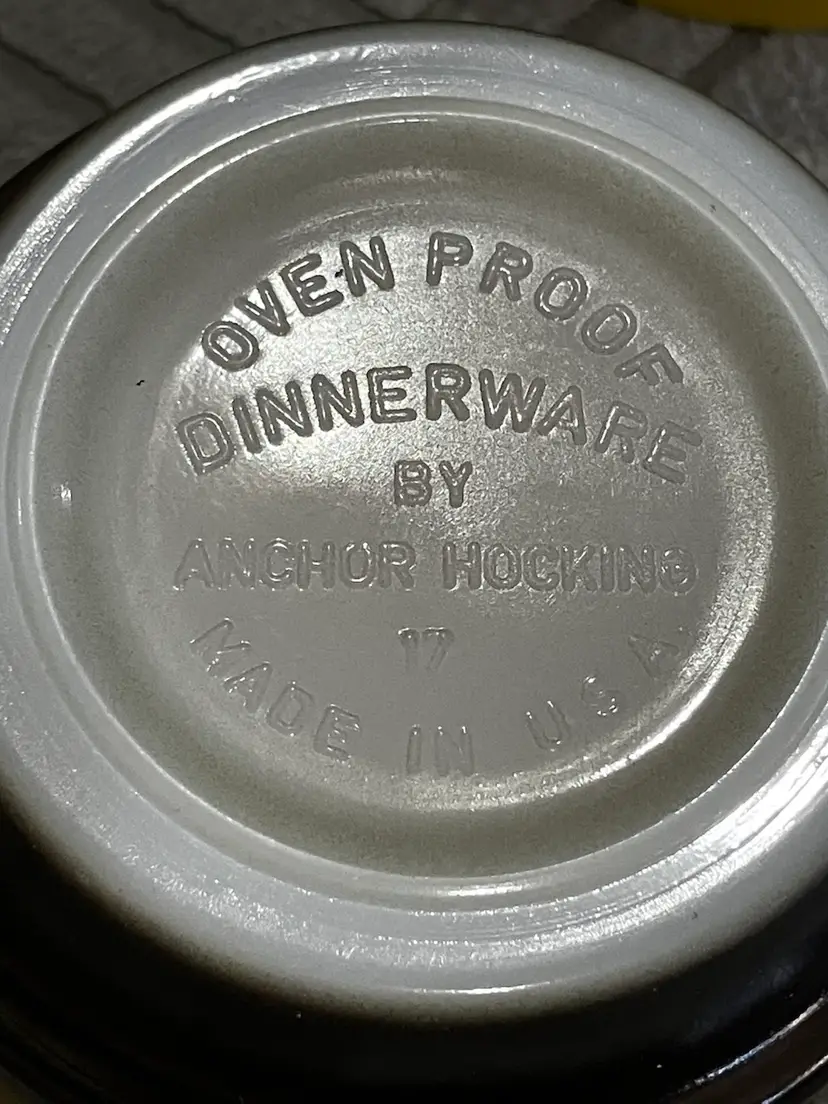 OVEN PROOF
DINNERWARE
BY
ANCHOR HOCKING
17
MADE IN U.S.A.